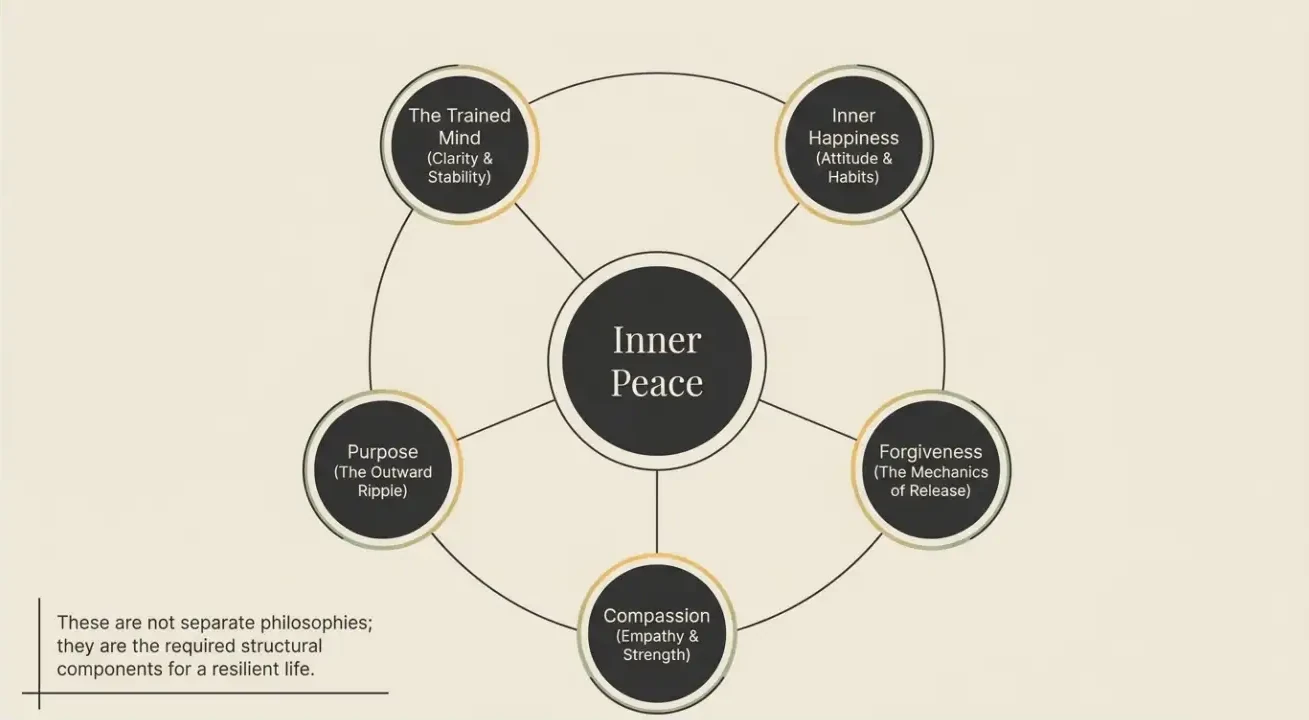 The Trained
Mind
(Clarity &
Stability)
Inner
Happiness
(Attitude &
Habits)
Inner
Peace
Purpose
(The Outward
Ripple)
Forgiveness
(The Mechanics
of Release)
Compassion
(Empathy &
Strength)
These are not separate philosophies;
they are the required structural
components for a resilient life.